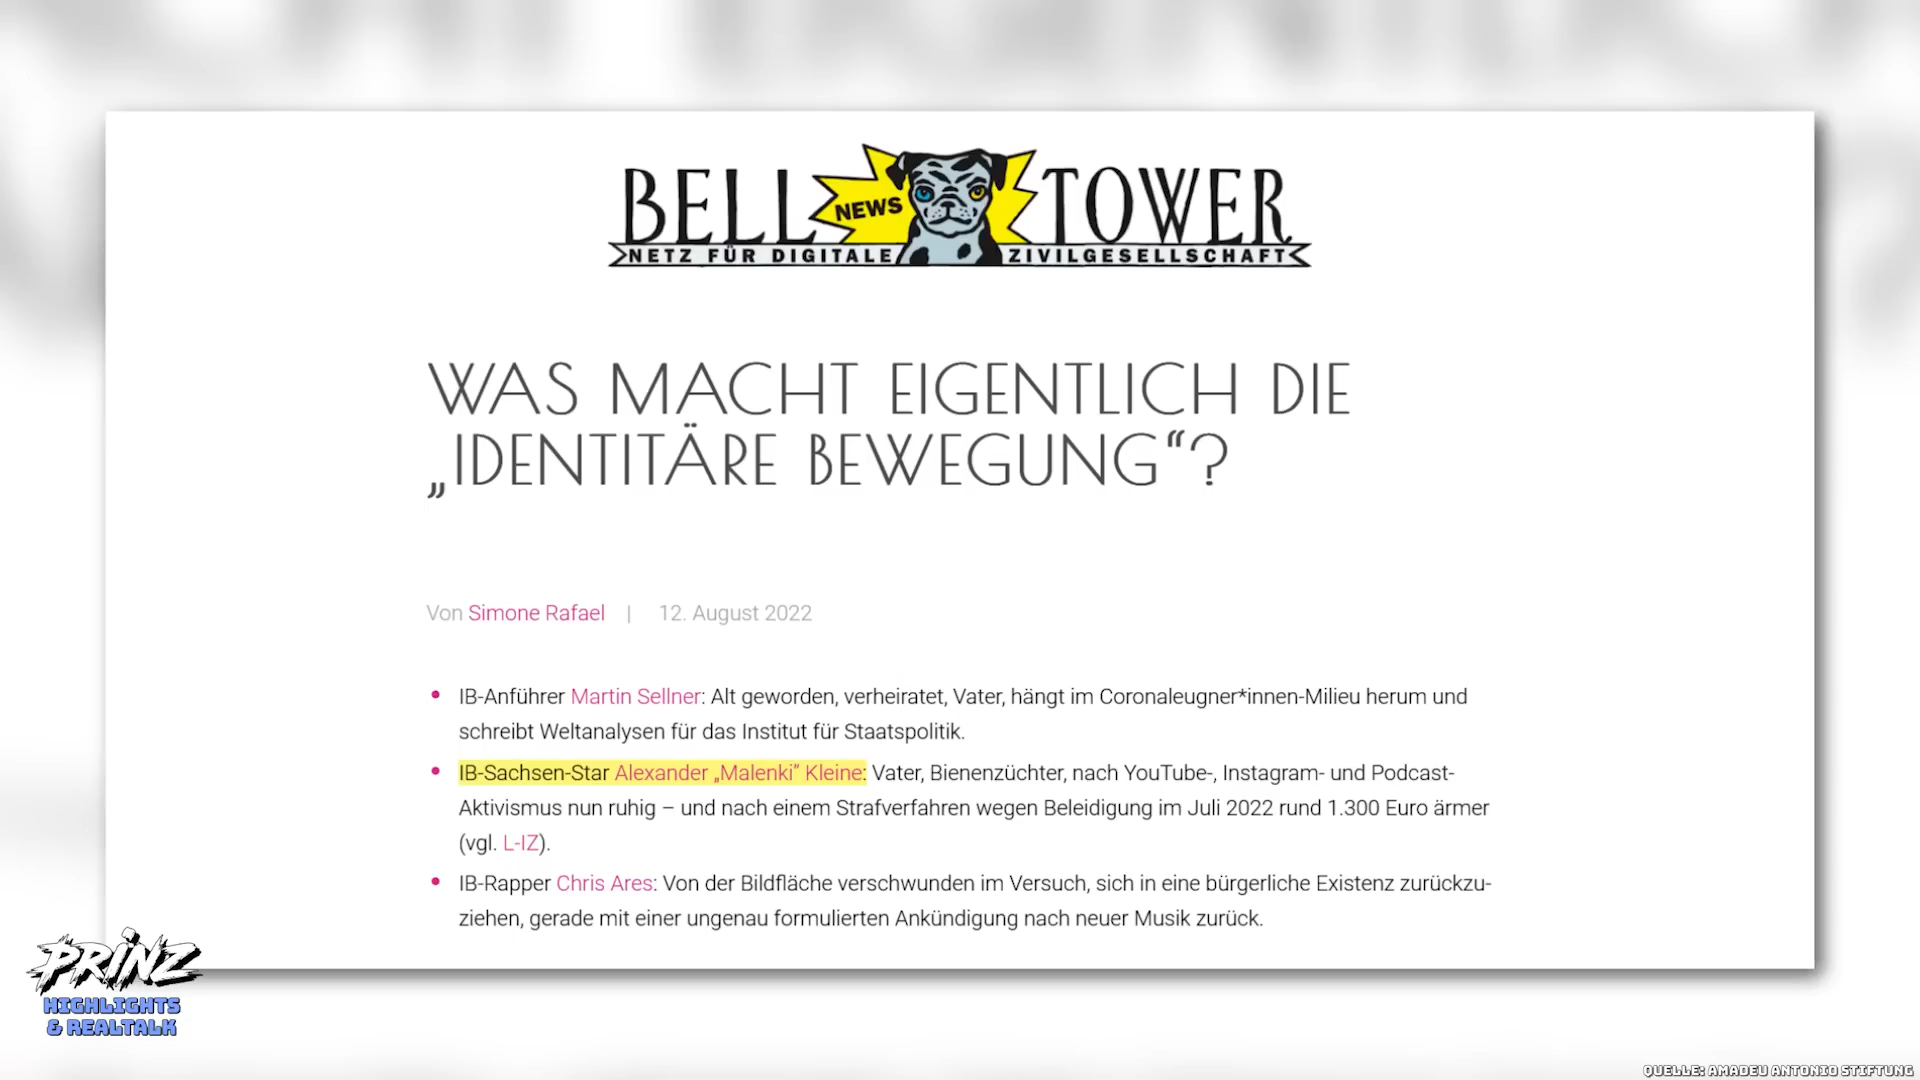 BELL NEWS TOWER
NETZ FÜR DIGITALE ZIVILGESELLSCHAFT
WAS MACHT EIGENTLICH DIE
„IDENTITÄRE BEWEGUNG“?
Von Simone Rafael | 12. August 2022
• IB-Anführer Martin Sellner: Alt geworden, verheiratet, Vater, hängt im Coronaleugner*innen-Milieu herum und
schreibt Weltanalysen für das Institut für Staatspolitik.
• IB-Sachsen-Star Alexander „Malenki” Kleine: Vater, Bienenzüchter, nach YouTube-, Instagram- und Podcast-
Aktivismus nun ruhig – und nach einem Strafverfahren wegen Beleidigung im Juli 2022 rund 1.300 Euro ärmer
(vgl. L-IZ).
• IB-Rapper Chris Ares: Von der Bildfläche verschwunden im Versuch, sich in eine bürgerliche Existenz zurückzu-
ziehen, gerade mit einer ungenau formulierten Ankündigung nach neuer Musik zurück.
PRINZ
HIGHLIGHTS
& REALTALK
QUELLE: AMADEU ANTONIO STIFTUNG